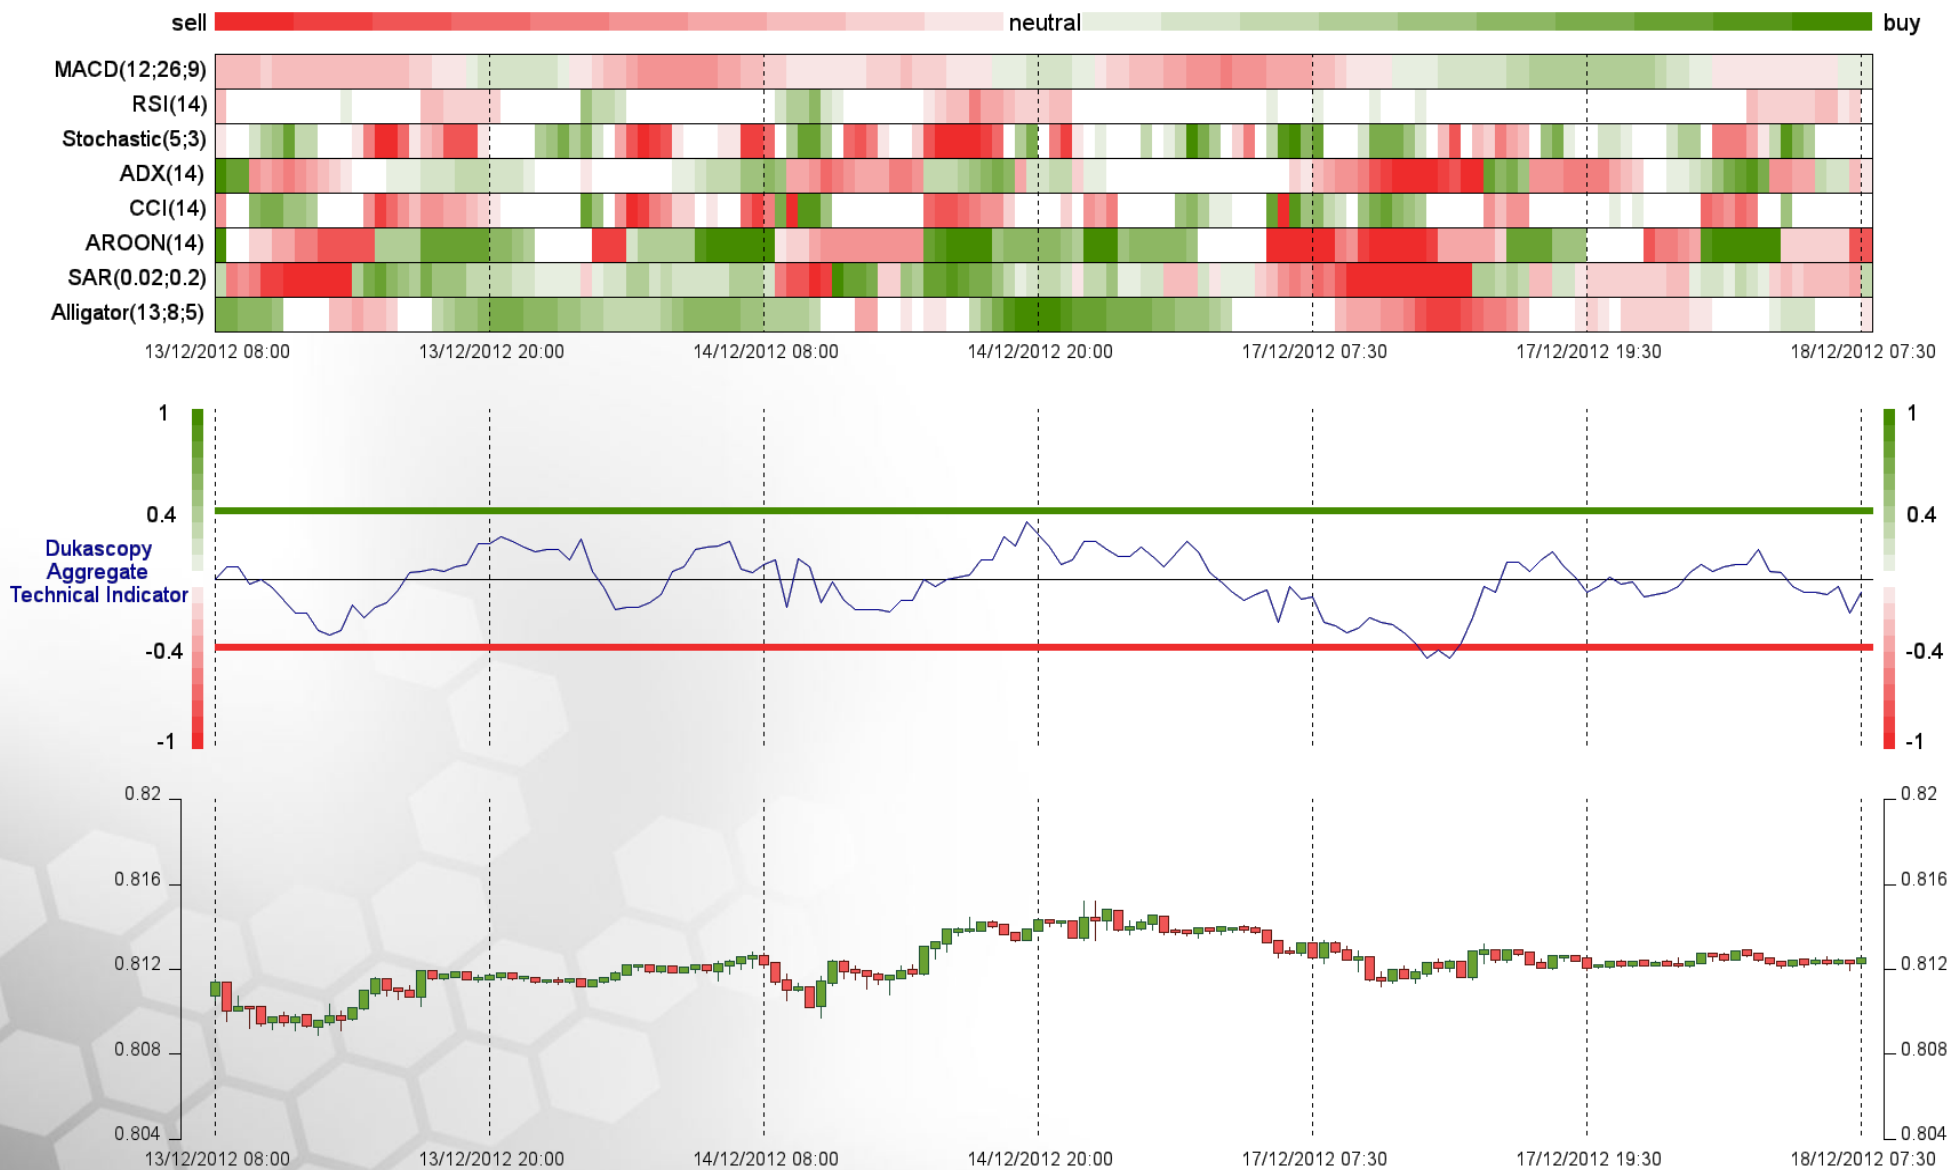 sell neutral buy
MACD(12;26;9)
RSI(14)
Stochastic(5;3)
ADX(14)
CCI(14)
AROON(14)
SAR(0.02;0.2)
Alligator(13;8;5)
13/12/2012 08:00 13/12/2012 20:00 14/12/2012 08:00 14/12/2012 20:00 17/12/2012 07:30 17/12/2012 19:30 18/12/2012 07:30
1 1
0.4 0.4
Dukascopy
Aggregate
Technical Indicator
-0.4 -0.4
-1 -1
0.82 0.82
0.816 0.816
0.812 0.812
0.808 0.808
0.804 0.804
13/12/2012 08:00 13/12/2012 20:00 14/12/2012 08:00 14/12/2012 20:00 17/12/2012 07:30 17/12/2012 19:30 18/12/2012 07:30